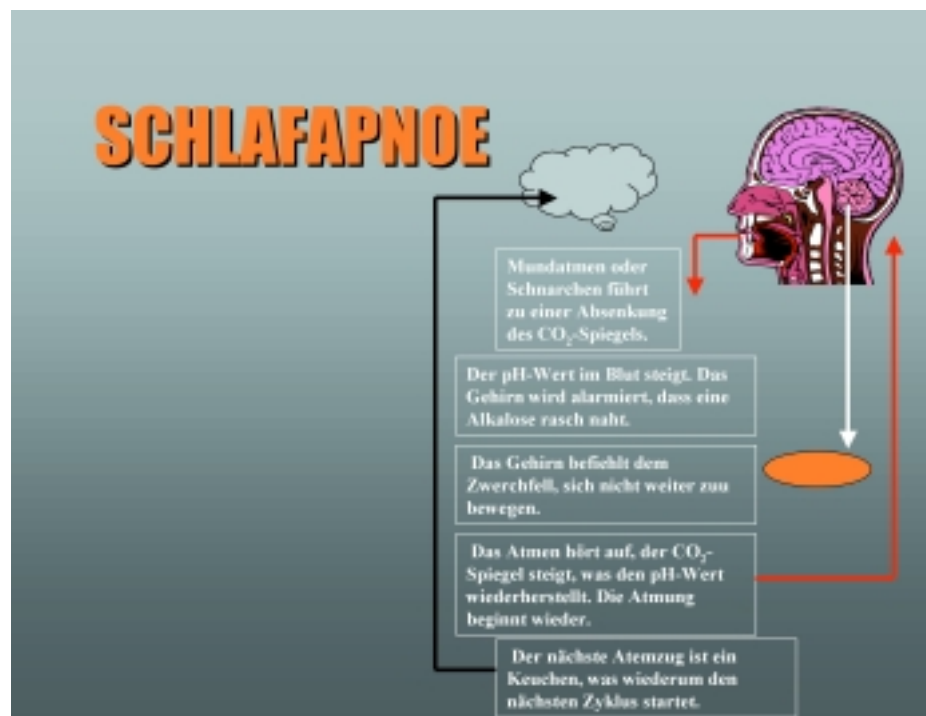 SCHLAFAPNOE
Mundatmen oder
Schnarchen führt
zu einer Absenkung
des CO₂-Spiegels.
Der pH-Wert im Blut steigt. Das
Gehirn wird alarmiert, dass eine
Alkalose rasch naht.
Das Gehirn befiehlt dem
Zwerchfell, sich nicht weiter zuu
bewegen.
Das Atmen hört auf, der CO₂-
Spiegel steigt, was den pH-Wert
wiederherstellt. Die Atmung
beginnt wieder.
Der nächste Atemzug ist ein
Keuchen, was wiederum den
nächsten Zyklus startet.